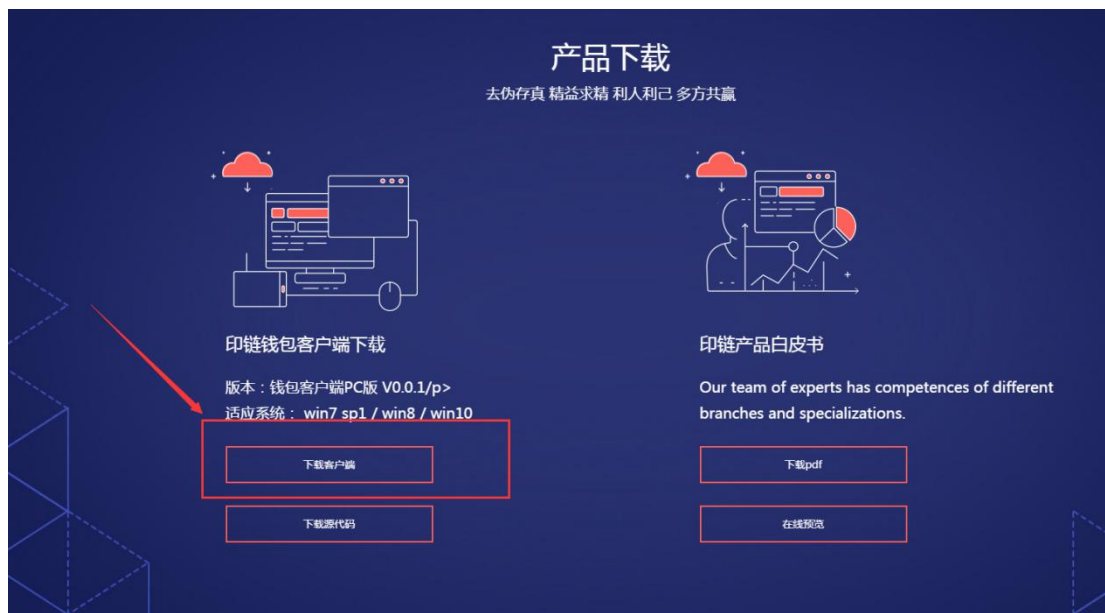 产品下载
去伪存真 精益求精 利人利己 多方共赢
印链钱包客户端下载
版本：钱包客户端PC版 V0.0.1/p>
适应系统： win7 sp1 / win8 / win10
下载客户端
下载源代码
印链产品白皮书
Our team of experts has competences of different
branches and specializations.
下载pdf
在线预览